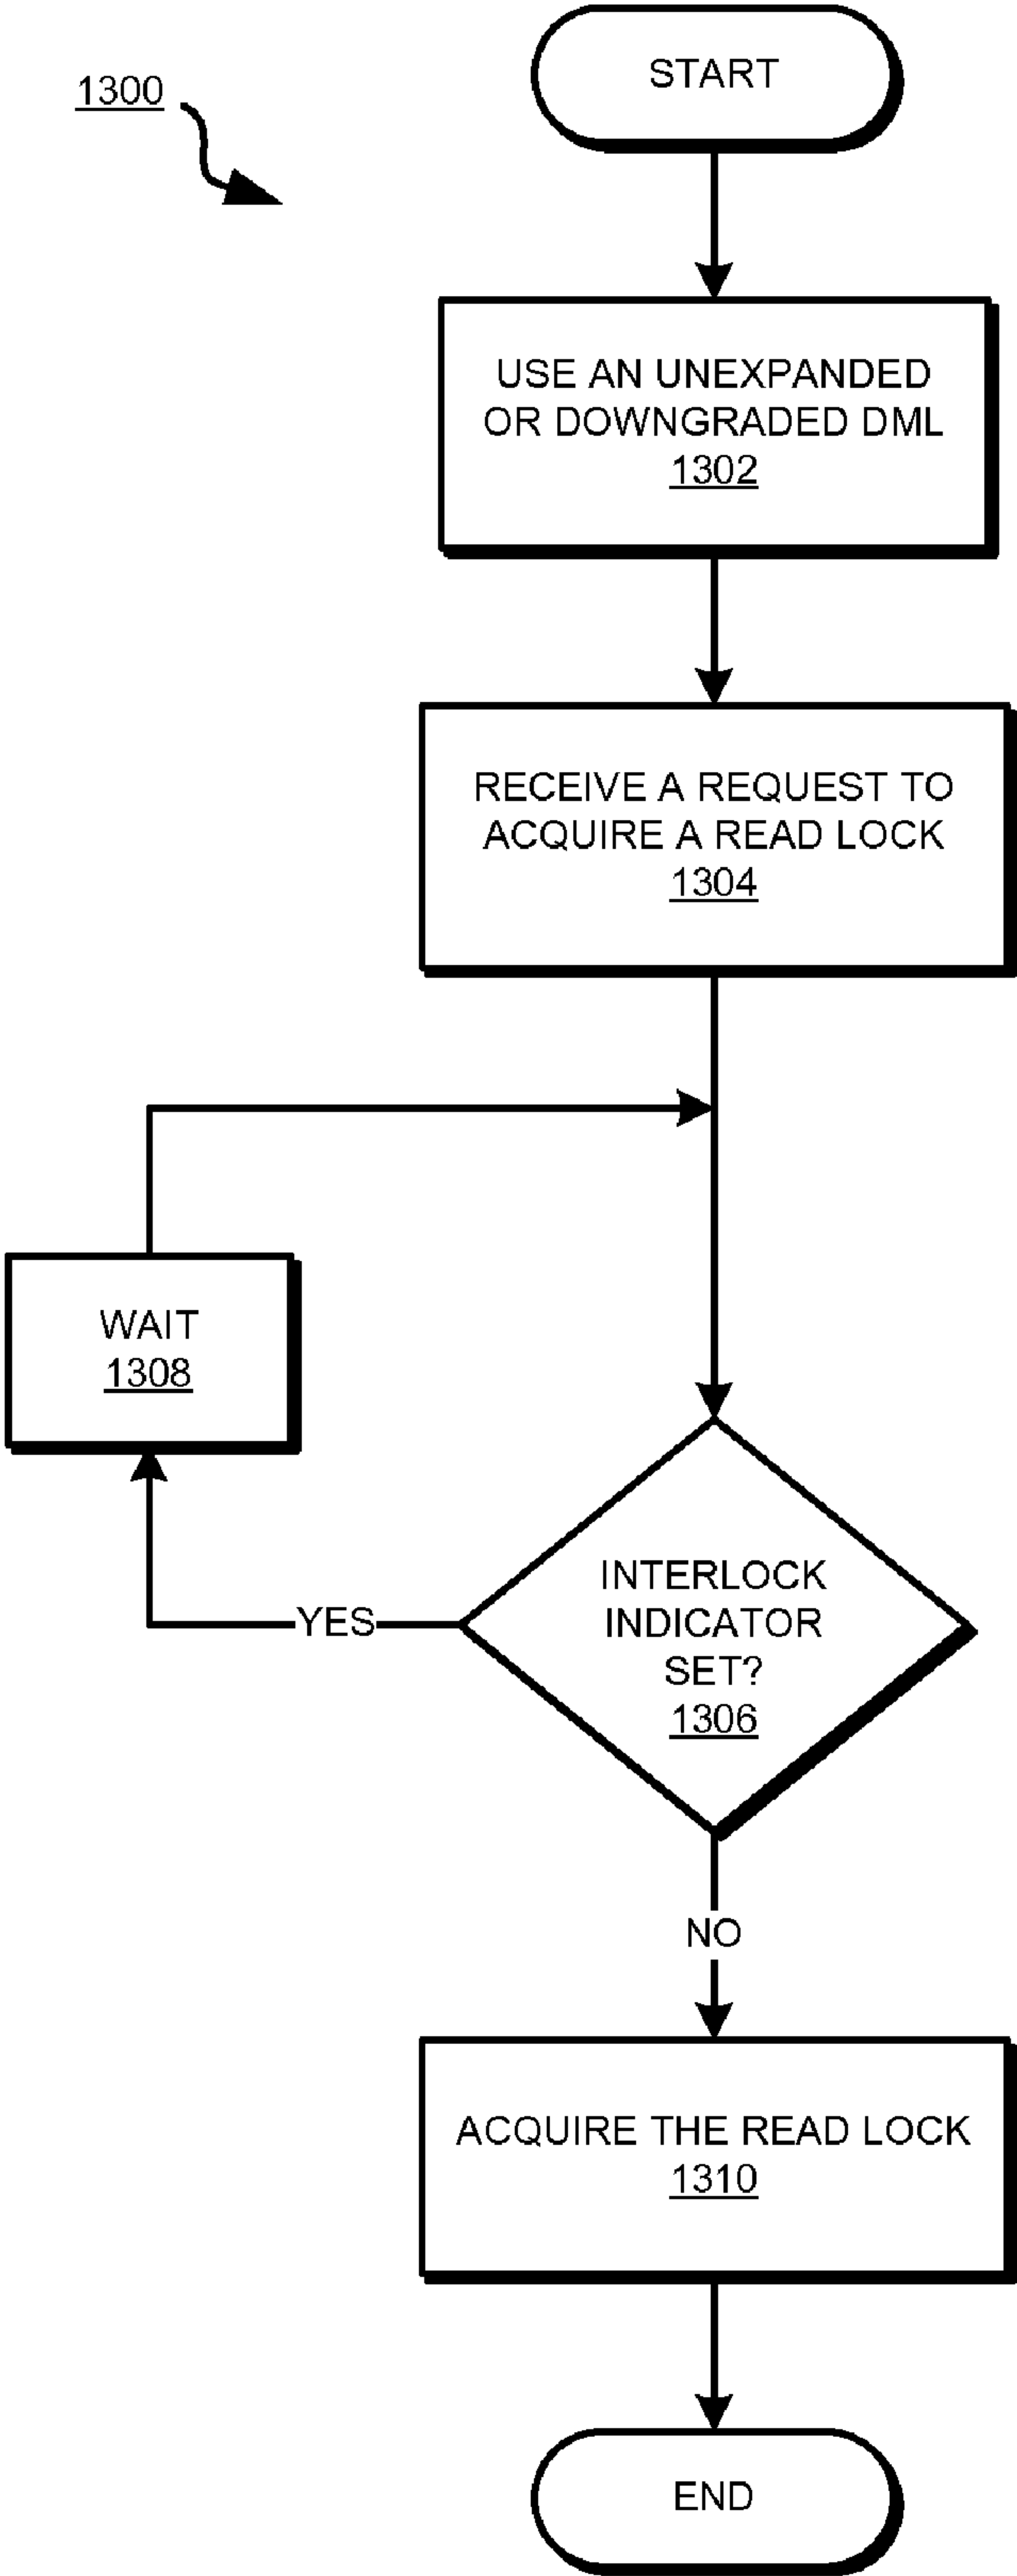 1300
START
USE AN UNEXPANDED
OR DOWNGRADED DML
1302
RECEIVE A REQUEST TO
ACQUIRE A READ LOCK
1304
WAIT
1308
INTERLOCK
INDICATOR
SET?
1306
YES
NO
ACQUIRE THE READ LOCK
1310
END